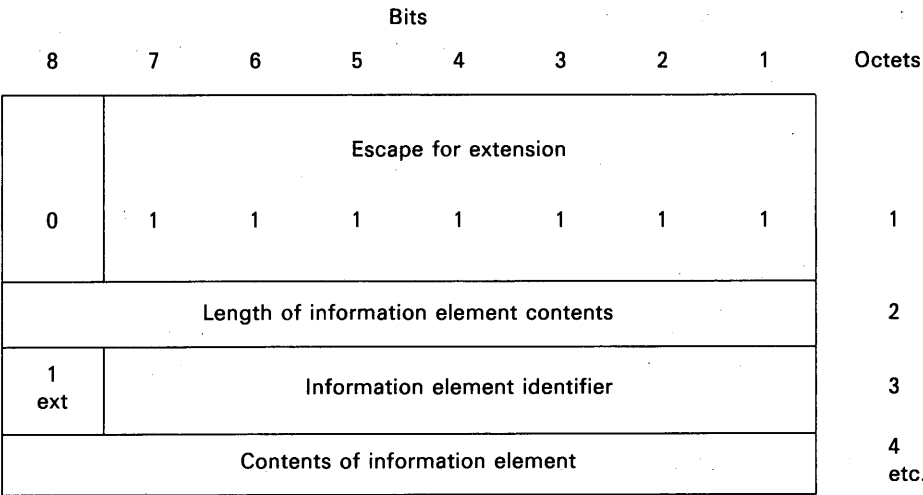 Bits
8 7 6 5 4 3 2 1 Octets
Escape for extension
0 1 1 1 1 1 1 1 1
Length of information element contents 2
1
ext Information element identifier 3
Contents of information element 4
etc.